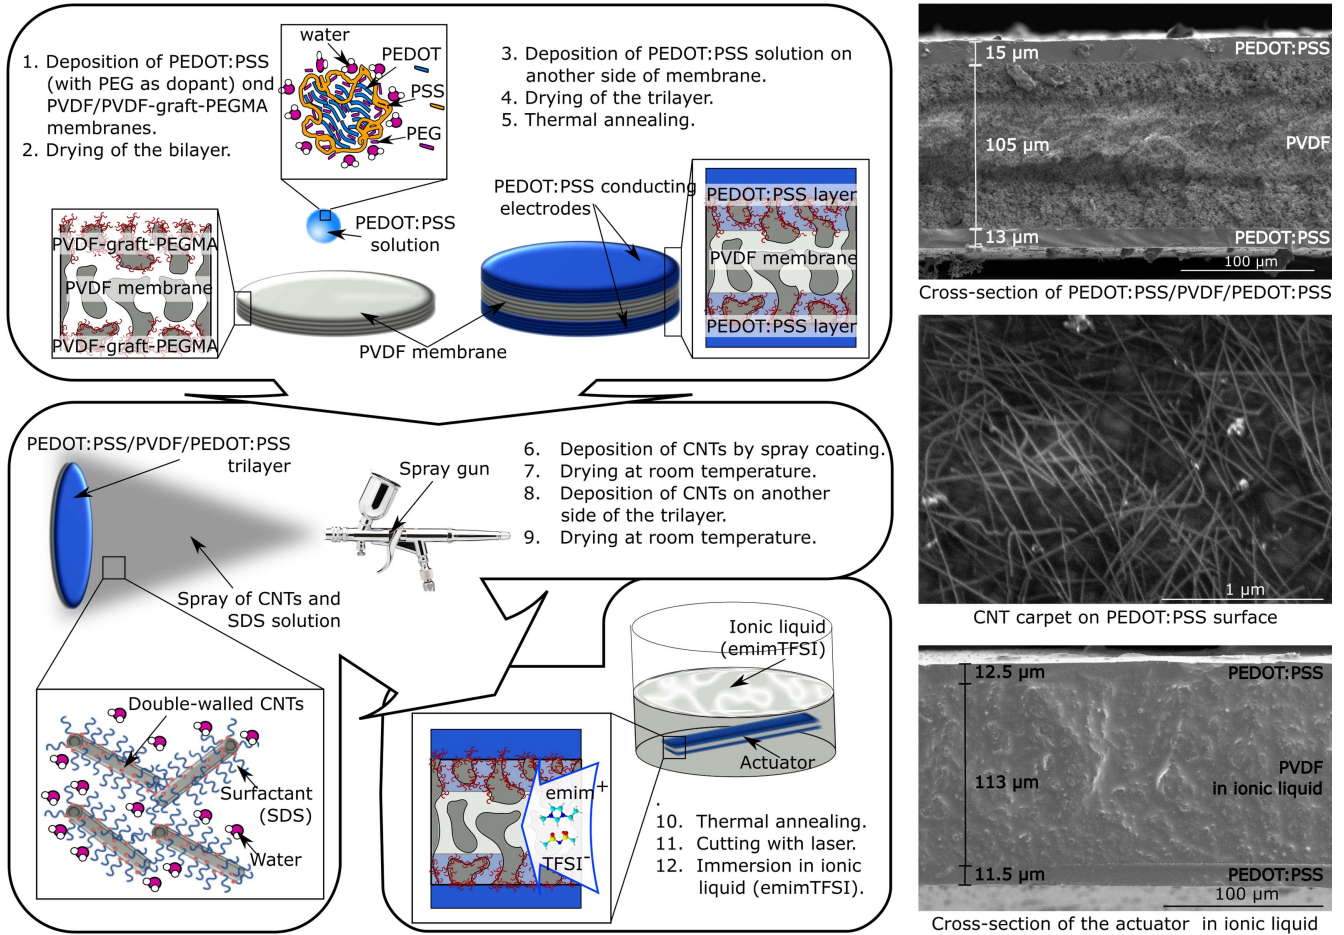 1. Deposition of PEDOT:PSS
(with PEG as dopant) ond
PVDF/PVDF-graft-PEGMA
membranes.
2. Drying of the bilayer.
water
PEDOT
PSS
PEG
3. Deposition of PEDOT:PSS solution on
another side of membrane.
4. Drying of the trilayer.
5. Thermal annealing.
PEDOT:PSS
solution
PVDF-graft-PEGMA
PVDF membrane
PVDF-graft-PEGMA
PVDF membrane
PEDOT:PSS conducting
electrodes
PEDOT:PSS layer
PVDF membrane
PEDOT:PSS layer
PEDOT:PSS/PVDF/PEDOT:PSS
trilayer
Spray gun
Spray of CNTs and
SDS solution
6. Deposition of CNTs by spray coating.
7. Drying at room temperature.
8. Deposition of CNTs on another
side of the trilayer.
9. Drying at room temperature.
Double-walled CNTs
Surfactant
(SDS)
Water
Ionic liquid
(emimTFSI)
Actuator
emim+
TFSI-
.
10. Thermal annealing.
11. Cutting with laser.
12. Immersion in ionic
liquid (emimTFSI).
15 µm
PEDOT:PSS
105 µm
PVDF
13 µm
PEDOT:PSS
100 µm
Cross-section of PEDOT:PSS/PVDF/PEDOT:PSS
1 µm
CNT carpet on PEDOT:PSS surface
12.5 µm
PEDOT:PSS
113 µm
PVDF
in ionic liquid
11.5 µm
PEDOT:PSS
100 µm
Cross-section of the actuator in ionic liquid